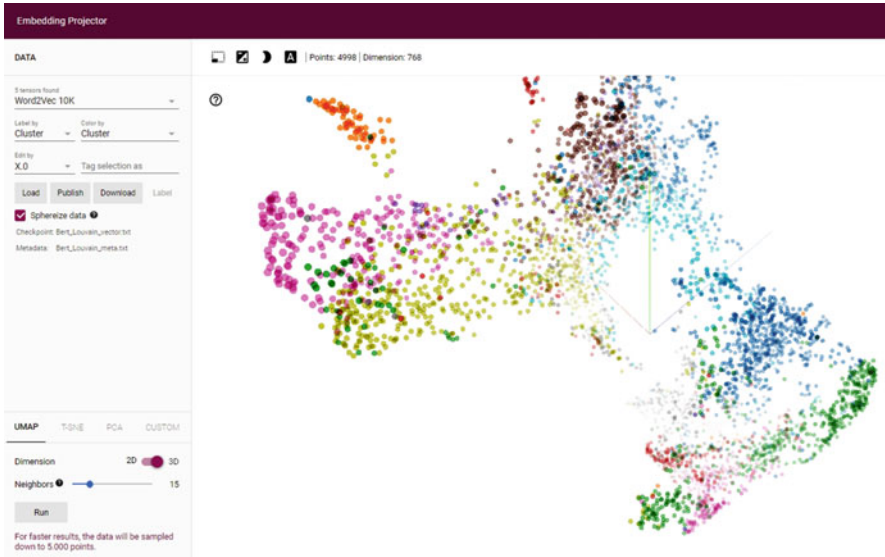 Embedding Projector
DATA
Points: 4998 | Dimension: 768
5 tensors found
Word2Vec 10K
Label by Color by
Cluster Cluster
Edit by
X.0 Tag selection as
Load Publish Download Label
Sphereize data
Checkpoint: Bert_Louvain_vector.txt
Metadata: Bert_Louvain_meta.txt
UMAP T-SNE PCA CUSTOM
Dimension 2D 3D
Neighbors 15
Run
For faster results, the data will be sampled
down to 5.000 points.